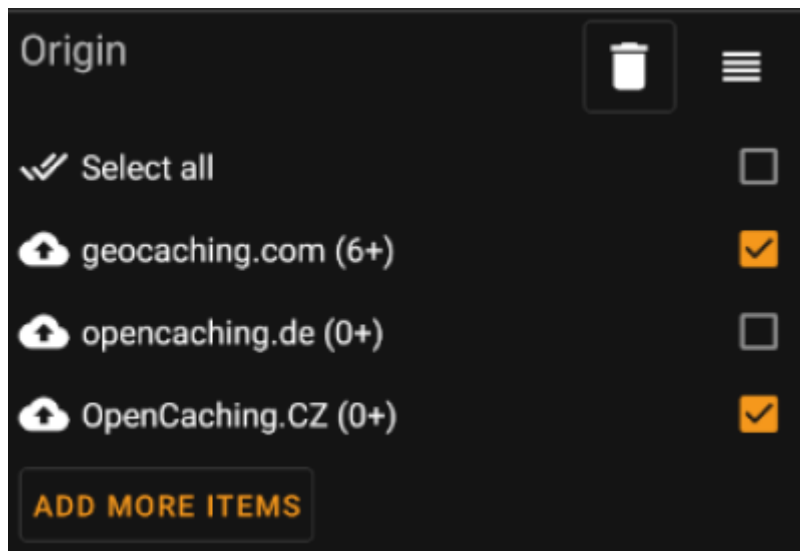 Origin
Select all
geocaching.com (6+)
opencaching.de (0+)
OpenCaching.CZ (0+)
ADD MORE ITEMS